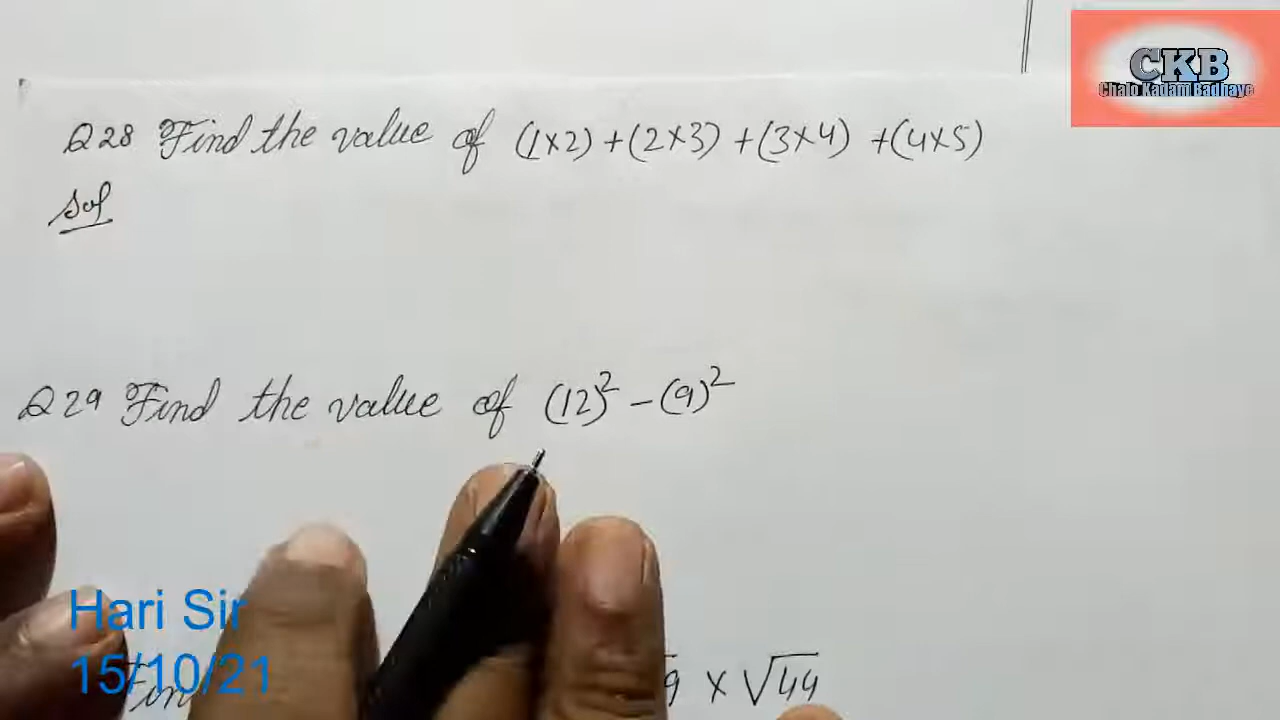 CKB
Chalo Kadam Badhaye
Q28 Find the value of (1×2) + (2×3) + (3×4) + (4×5)
Sol
Q29 Find the value of (12)² - (9)²
Hari Sir
15/10/21
9 × √44